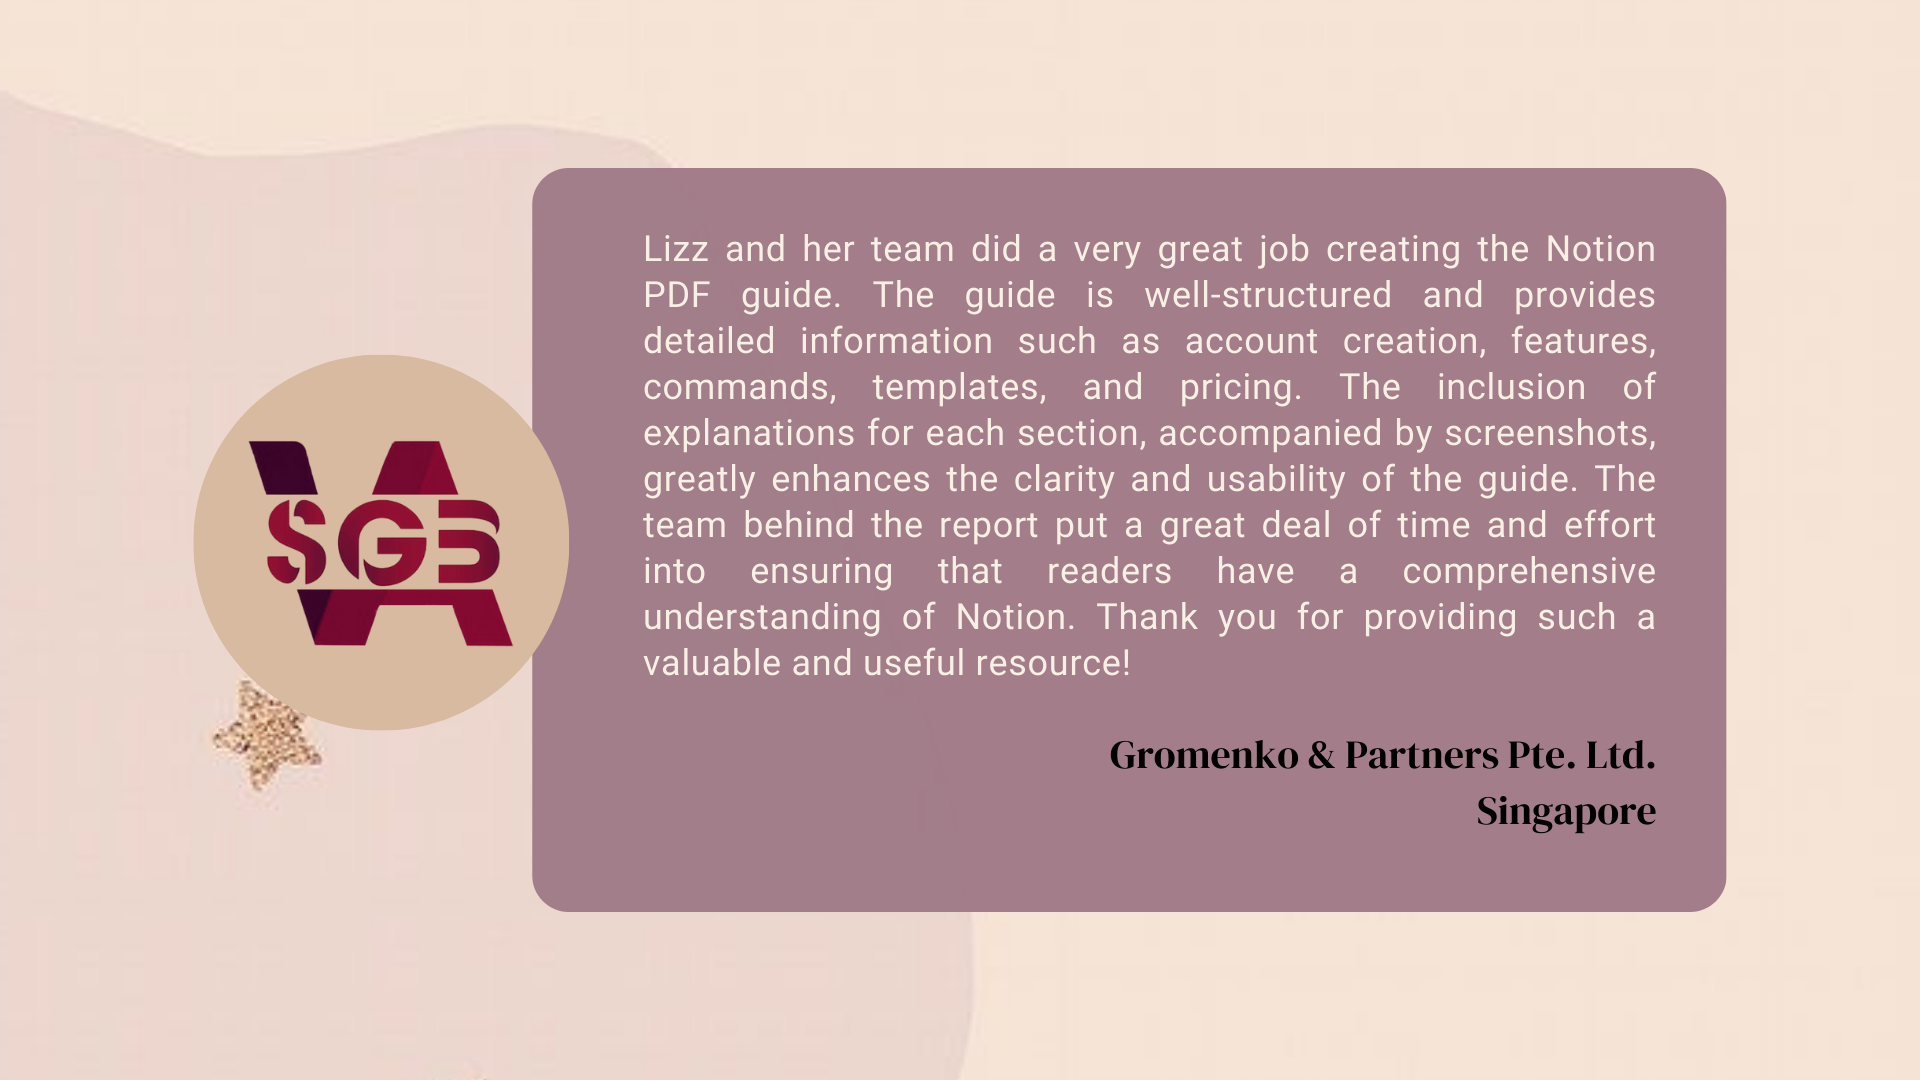 VA
SGB
Lizz and her team did a very great job creating the Notion
PDF guide. The guide is well-structured and provides
detailed information such as account creation, features,
commands, templates, and pricing. The inclusion of
explanations for each section, accompanied by screenshots,
greatly enhances the clarity and usability of the guide. The
team behind the report put a great deal of time and effort
into ensuring that readers have a comprehensive
understanding of Notion. Thank you for providing such a
valuable and useful resource!
Gromenko & Partners Pte. Ltd.
Singapore